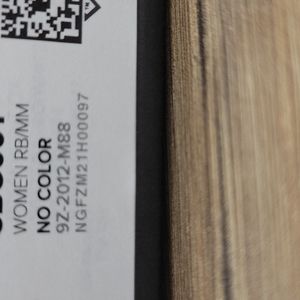 WOMEN RB/MM
NO COLOR
9Z-2012-M88
NGFZM21H00097